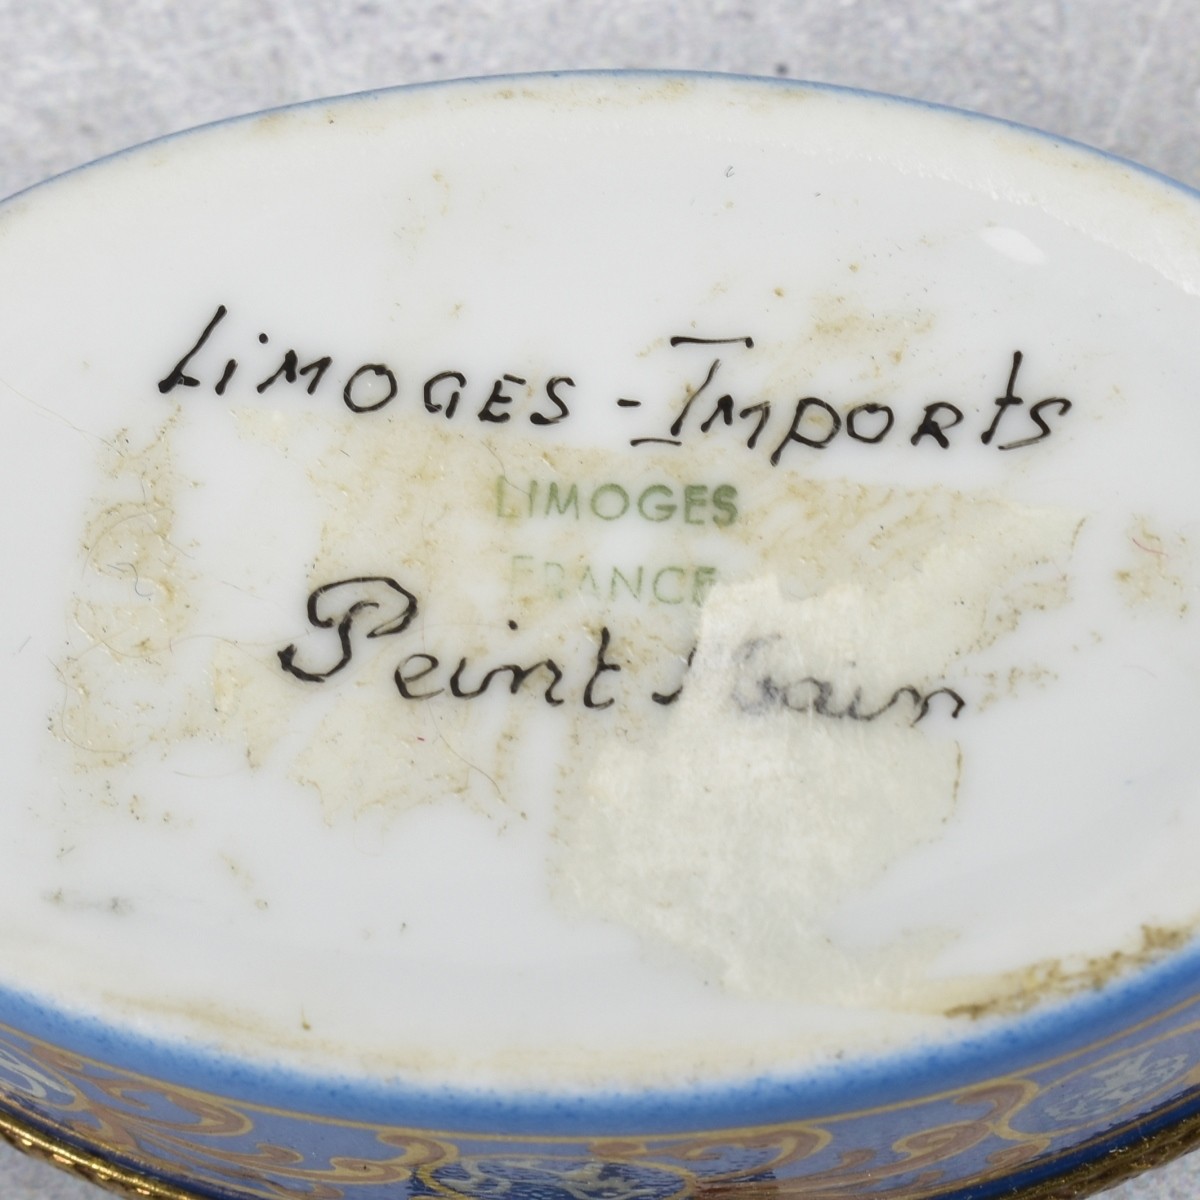 LiMOGES - IMPORtS
LIMOGES
FRANCE
Peint Main